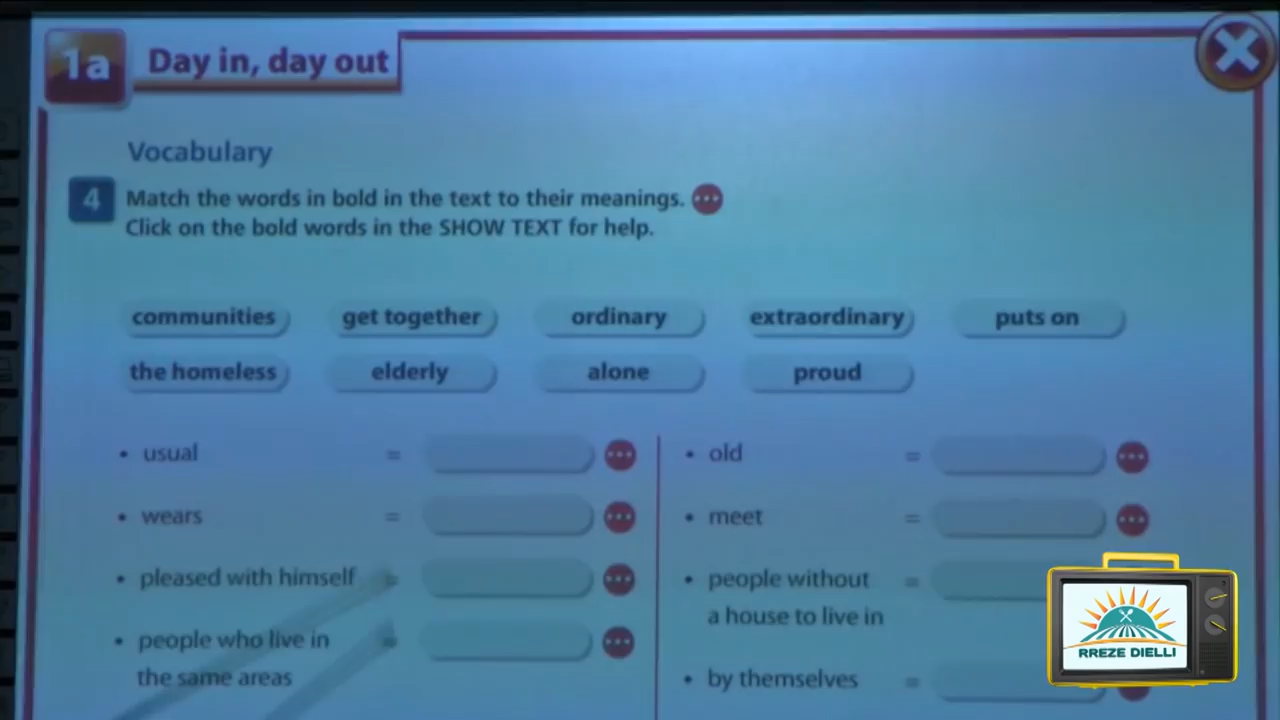 1a
Day in, day out
Vocabulary
4
Match the words in bold in the text to their meanings.
Click on the bold words in the SHOW TEXT for help.
communities get together ordinary extraordinary puts on
the homeless elderly alone proud
• usual =
• wears =
• pleased with himself =
• people who live in =
the same areas
• old =
• meet =
• people without =
a house to live in
• by themselves =
RREZE DIELLI